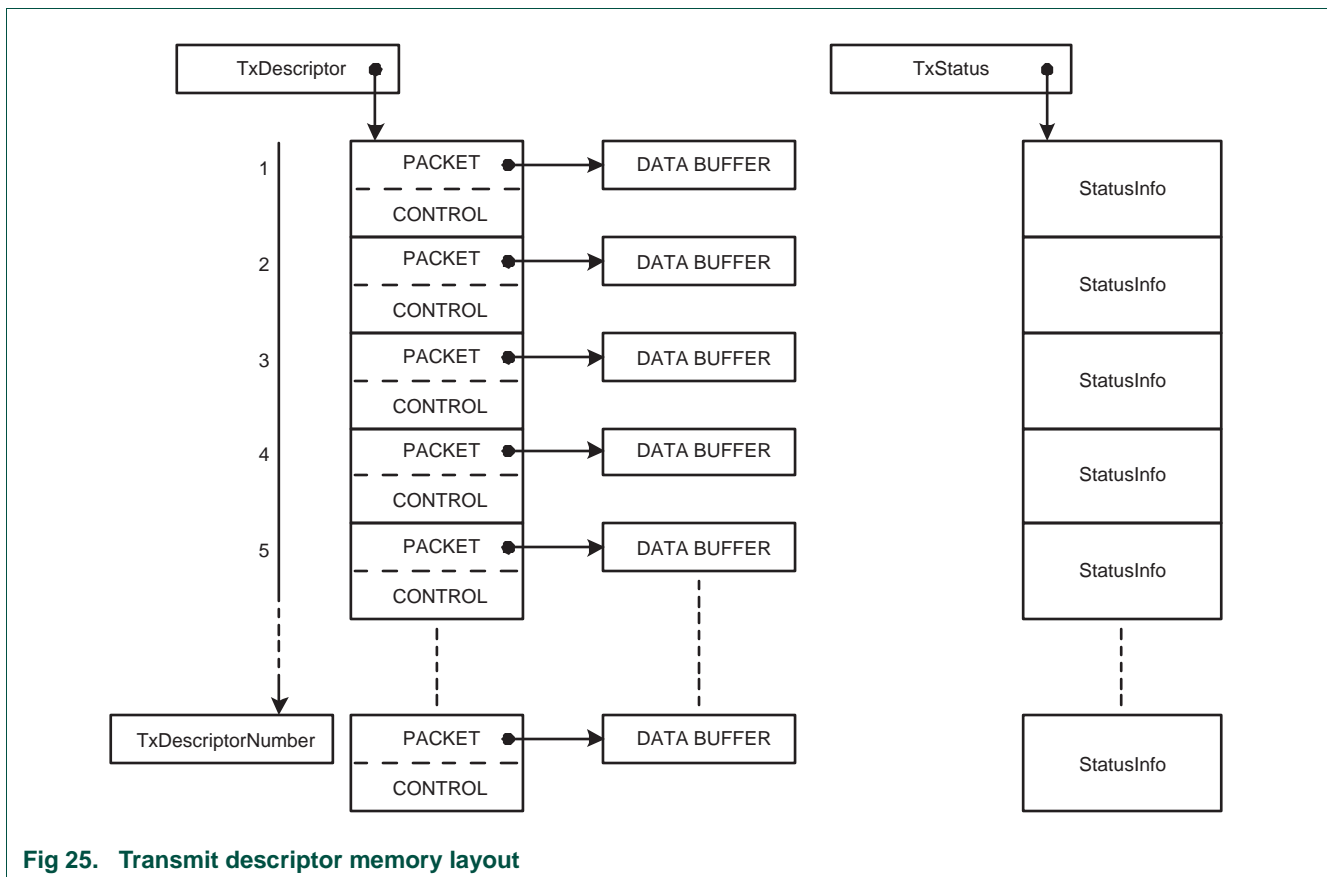 TxDescriptor
TxStatus
1
PACKET
DATA BUFFER
CONTROL
StatusInfo
2
PACKET
DATA BUFFER
CONTROL
StatusInfo
3
PACKET
DATA BUFFER
CONTROL
StatusInfo
4
PACKET
DATA BUFFER
CONTROL
StatusInfo
5
PACKET
DATA BUFFER
CONTROL
StatusInfo
TxDescriptorNumber
PACKET
DATA BUFFER
CONTROL
StatusInfo
Fig 25. Transmit descriptor memory layout